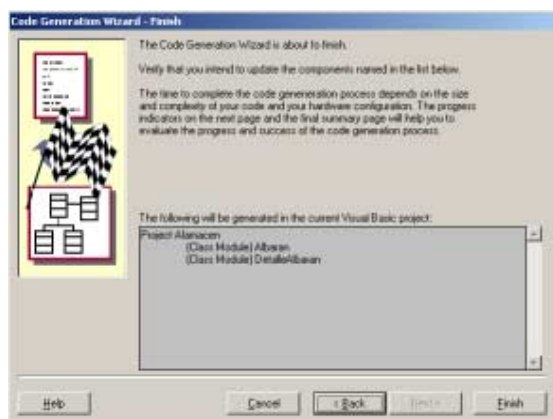 Code Generation Wizard - Finish
The Code Generation Wizard is about to finish.
Verify that you intend to update the components named in the list below.
The time to complete the code genereration process depends on the size
and complexity of your code and your hardware configuration. The progress
indicators on the next page and the final summary page will help you to
evaluate the progress and success of the code generation process.
The following will be generated in the current Visual Basic project:
Project Alamacen
(Class Module) Albaran
(Class Module) DetalleAlbaran
Help
Cancel
< Back
Next >
Finish